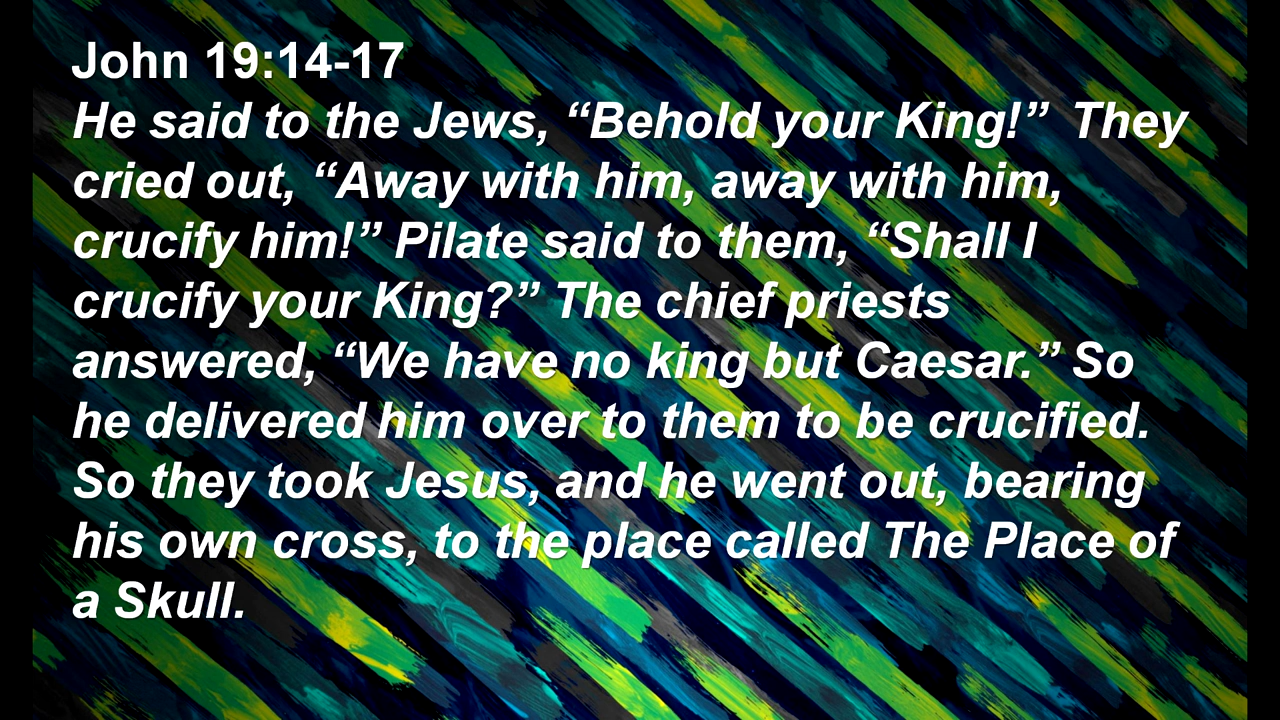 John 19:14-17
He said to the Jews, “Behold your King!”  They
cried out, “Away with him, away with him,
crucify him!” Pilate said to them, “Shall I
crucify your King?” The chief priests
answered, “We have no king but Caesar.” So
he delivered him over to them to be crucified.
So they took Jesus, and he went out, bearing
his own cross, to the place called The Place of
a Skull.